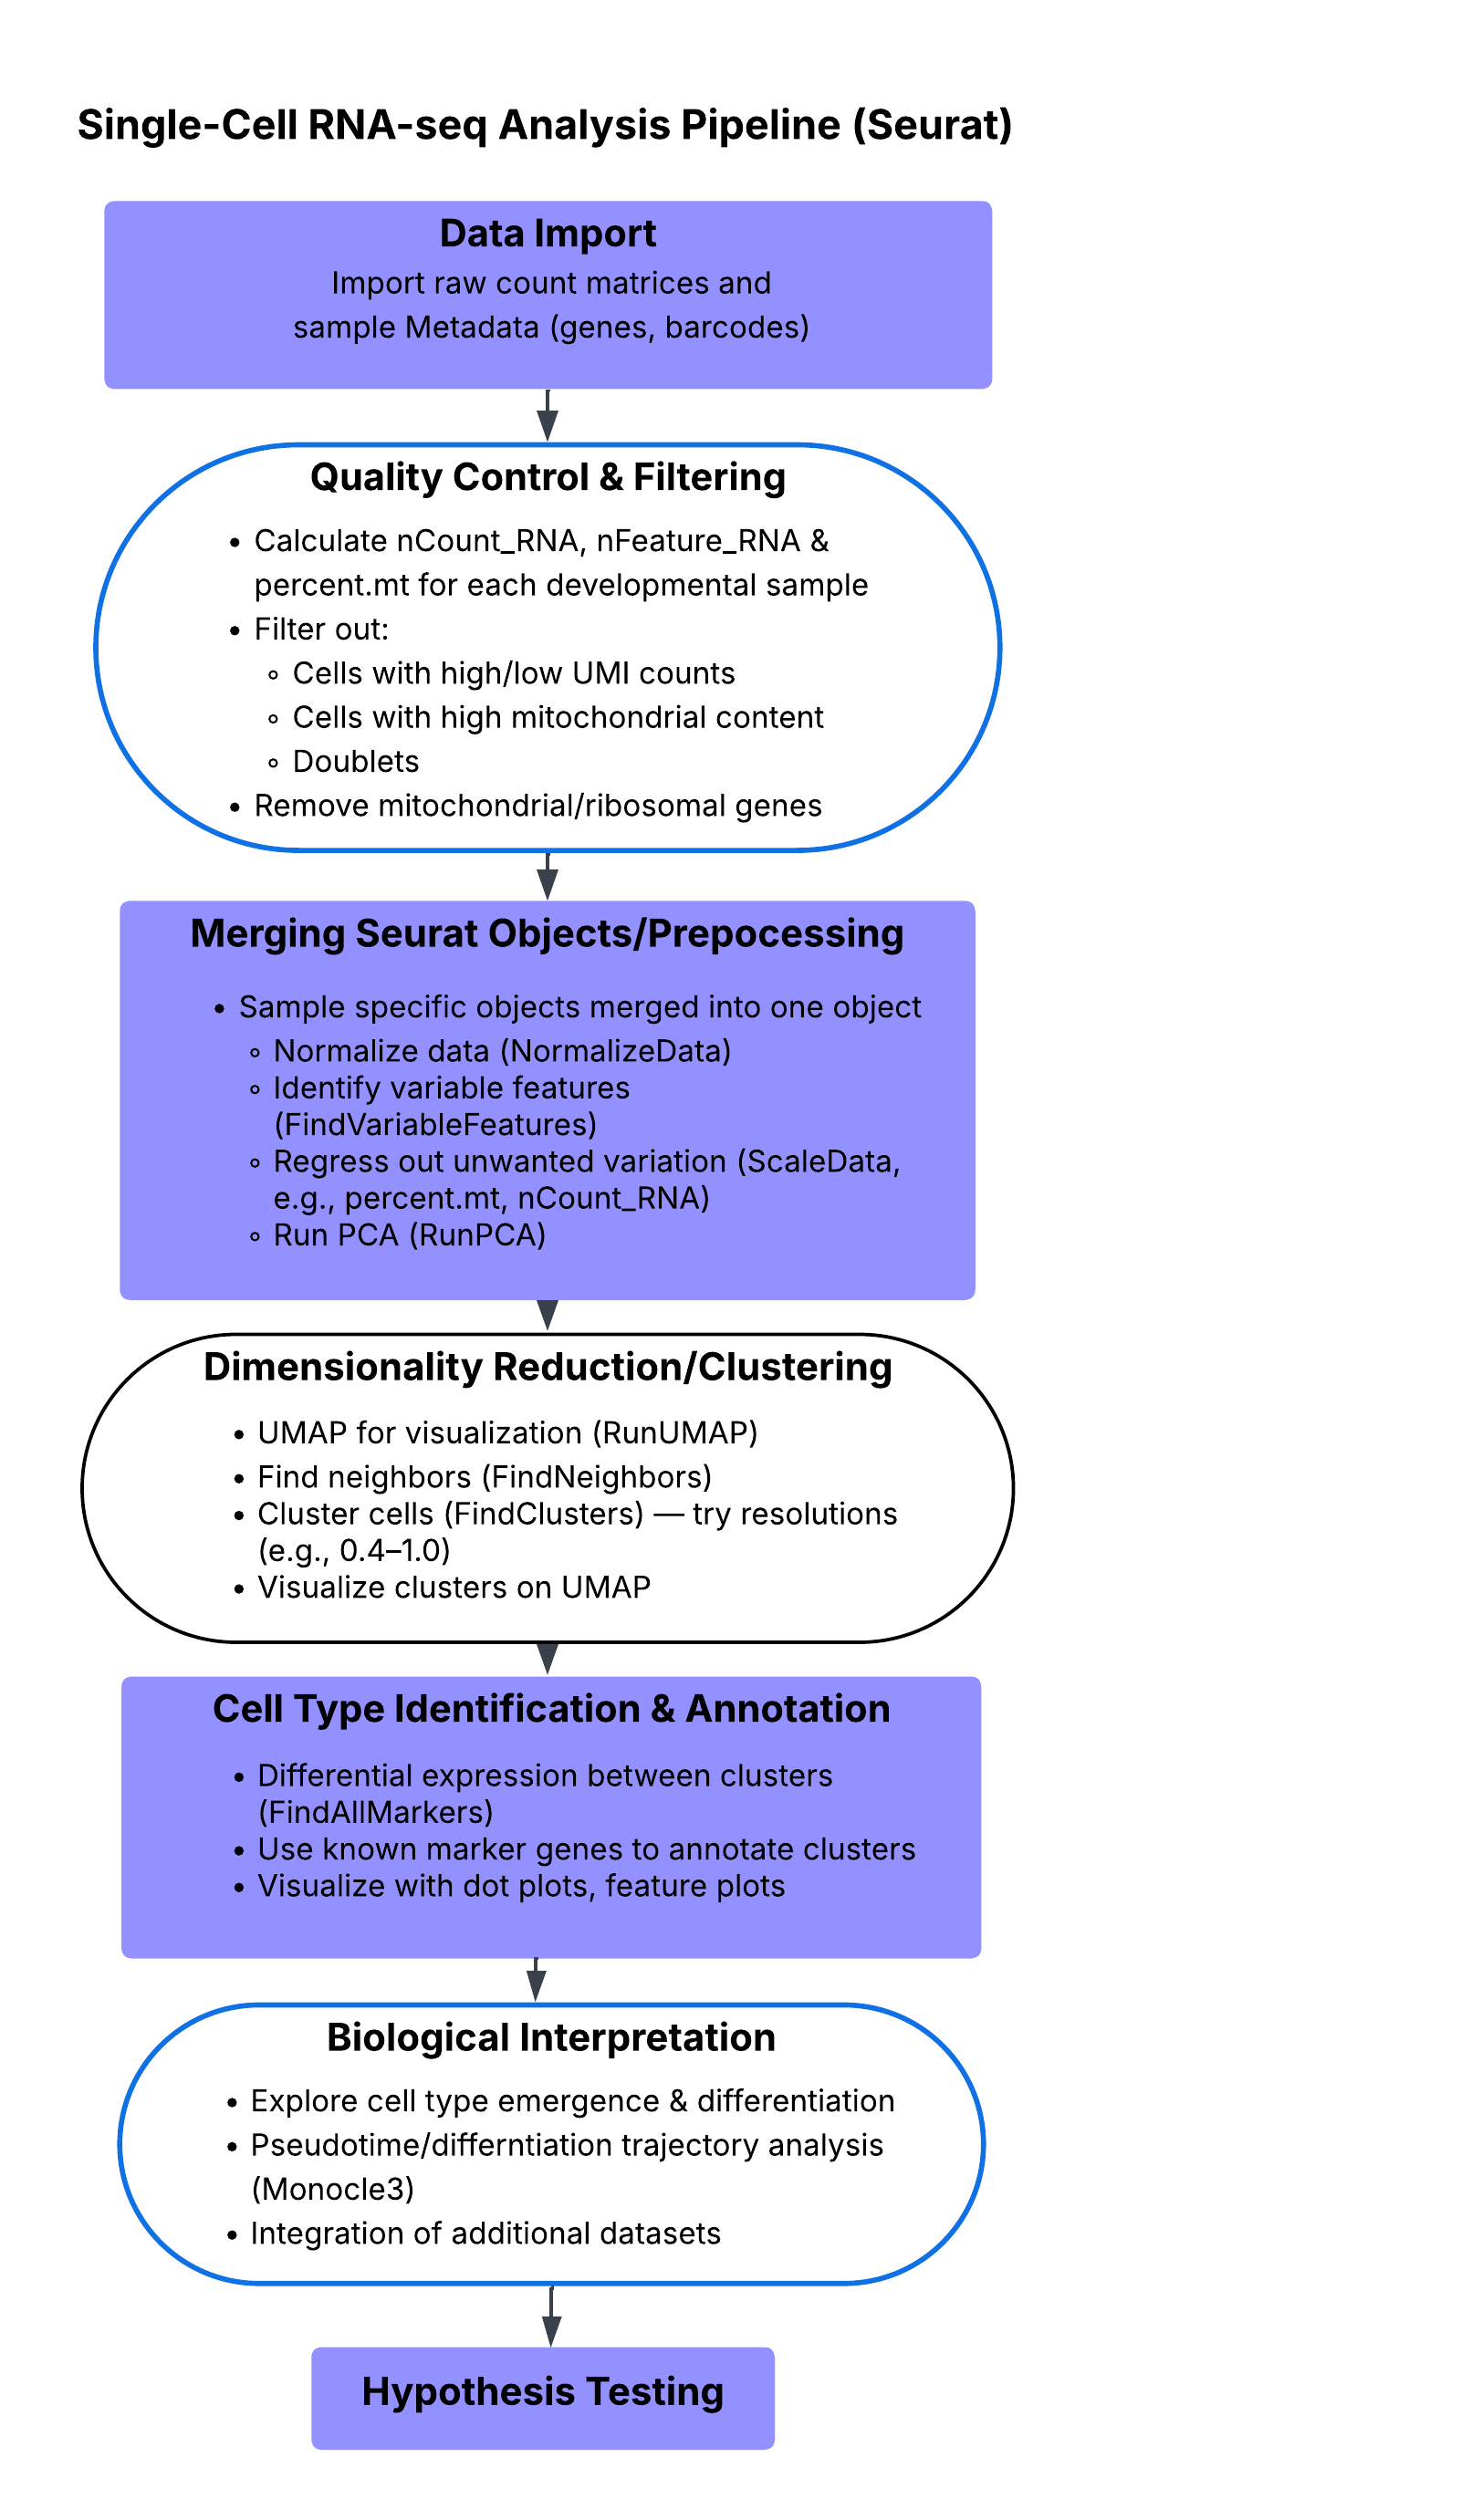 Single-Cell RNA-seq Analysis Pipeline (Seurat)
Data Import
Import raw count matrices and
sample Metadata (genes, barcodes)
Quality Control & Filtering
• Calculate nCount_RNA, nFeature_RNA &
percent.mt for each developmental sample
• Filter out:
◦ Cells with high/low UMI counts
◦ Cells with high mitochondrial content
◦ Doublets
• Remove mitochondrial/ribosomal genes
Merging Seurat Objects/Prepocessing
• Sample specific objects merged into one object
◦ Normalize data (NormalizeData)
◦ Identify variable features
(FindVariableFeatures)
◦ Regress out unwanted variation (ScaleData,
e.g., percent.mt, nCount_RNA)
◦ Run PCA (RunPCA)
Dimensionality Reduction/Clustering
• UMAP for visualization (RunUMAP)
• Find neighbors (FindNeighbors)
• Cluster cells (FindClusters) — try resolutions
(e.g., 0.4–1.0)
• Visualize clusters on UMAP
Cell Type Identification & Annotation
• Differential expression between clusters
(FindAllMarkers)
• Use known marker genes to annotate clusters
• Visualize with dot plots, feature plots
Biological Interpretation
• Explore cell type emergence & differentiation
• Pseudotime/differntiation trajectory analysis
(Monocle3)
• Integration of additional datasets
Hypothesis Testing